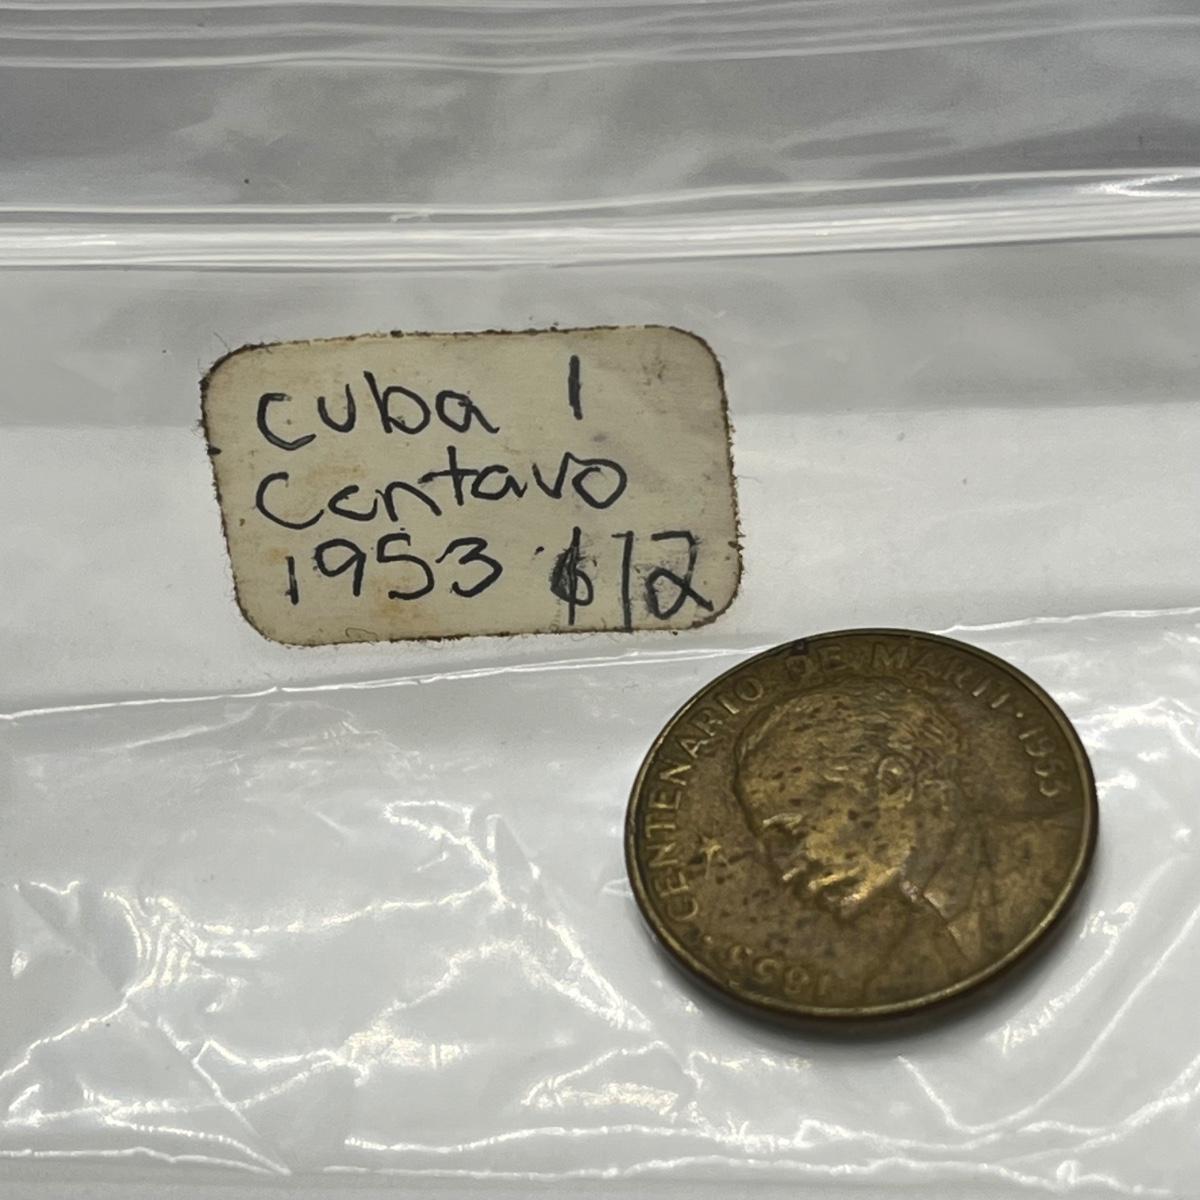 cuba 1
Centavo
1953 $12
CENTENARIO DE MARTI · 1953
1853 ·